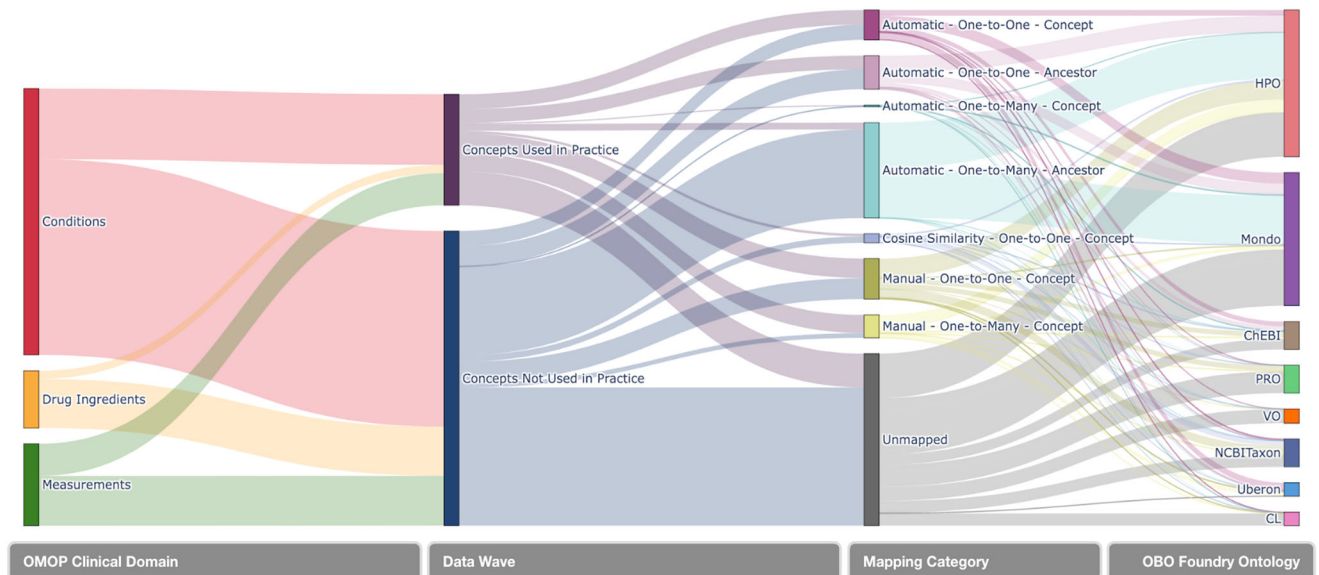 Conditions
Drug Ingredients
Measurements
Concepts Used in Practice
Concepts Not Used in Practice
Automatic - One-to-One - Concept
Automatic - One-to-One - Ancestor
Automatic - One-to-Many - Concept
Automatic - One-to-Many - Ancestor
Cosine Similarity - One-to-One - Concept
Manual - One-to-One - Concept
Manual - One-to-Many - Concept
Unmapped
HPO
Mondo
ChEBI
PRO
VO
NCBITaxon
Uberon
CL
OMOP Clinical Domain
Data Wave
Mapping Category
OBO Foundry Ontology